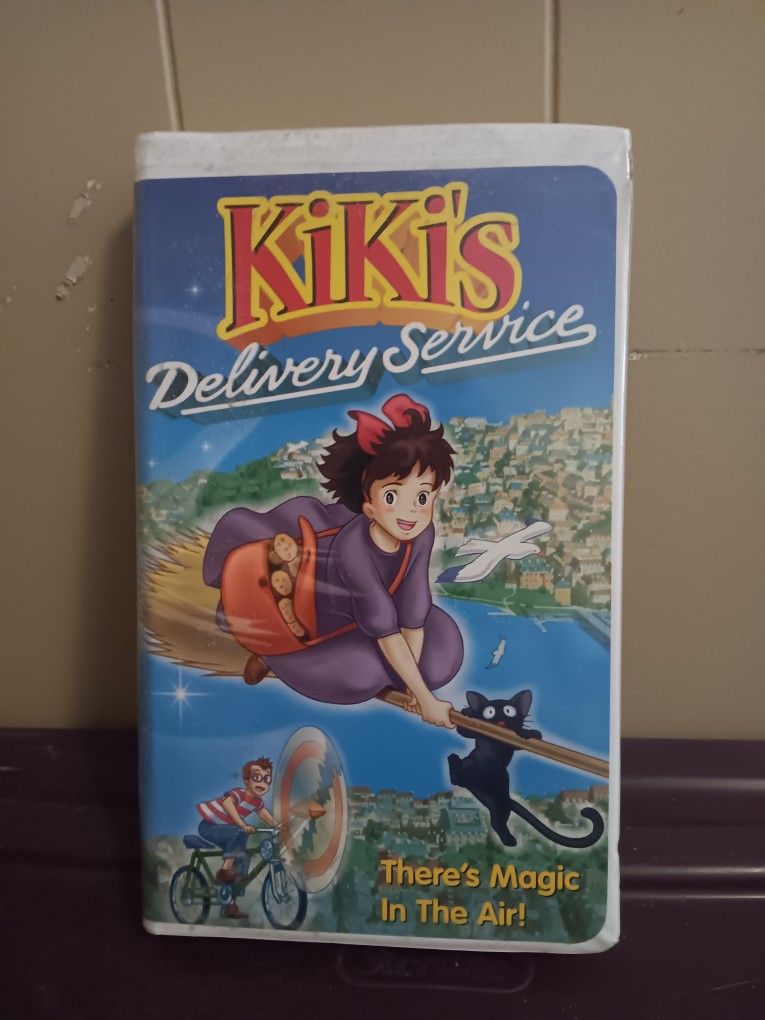 KiKi's
Delivery Service
There's Magic
In The Air!